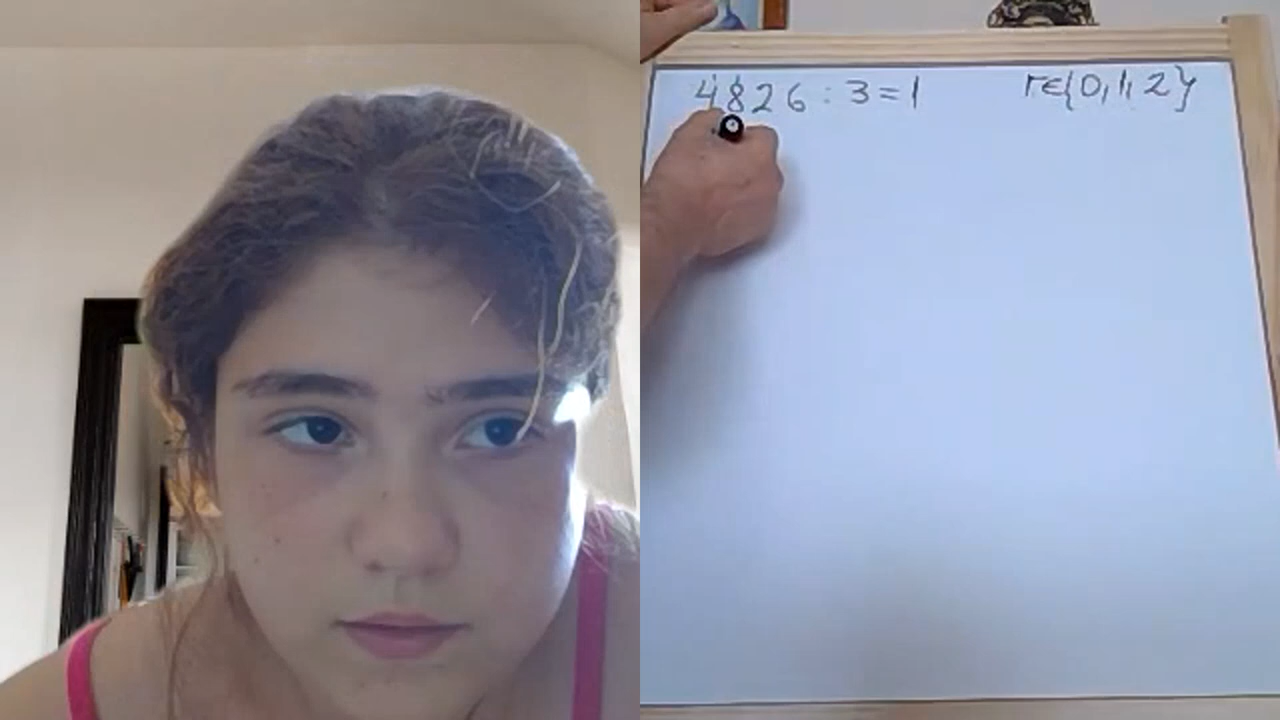 4826 : 3 = 1
r∈{0,1,2}